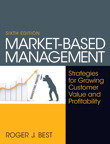 SIXTH EDITION
MARKET-BASED
MANAGEMENT
Strategies for
Growing
Customer
Value and
Profitability
ROGER J. BEST